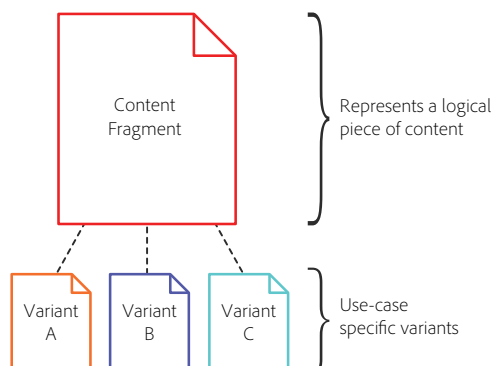 Content
Fragment
Represents a logical
piece of content
Variant
A
Variant
B
Variant
C
Use-case
specific variants